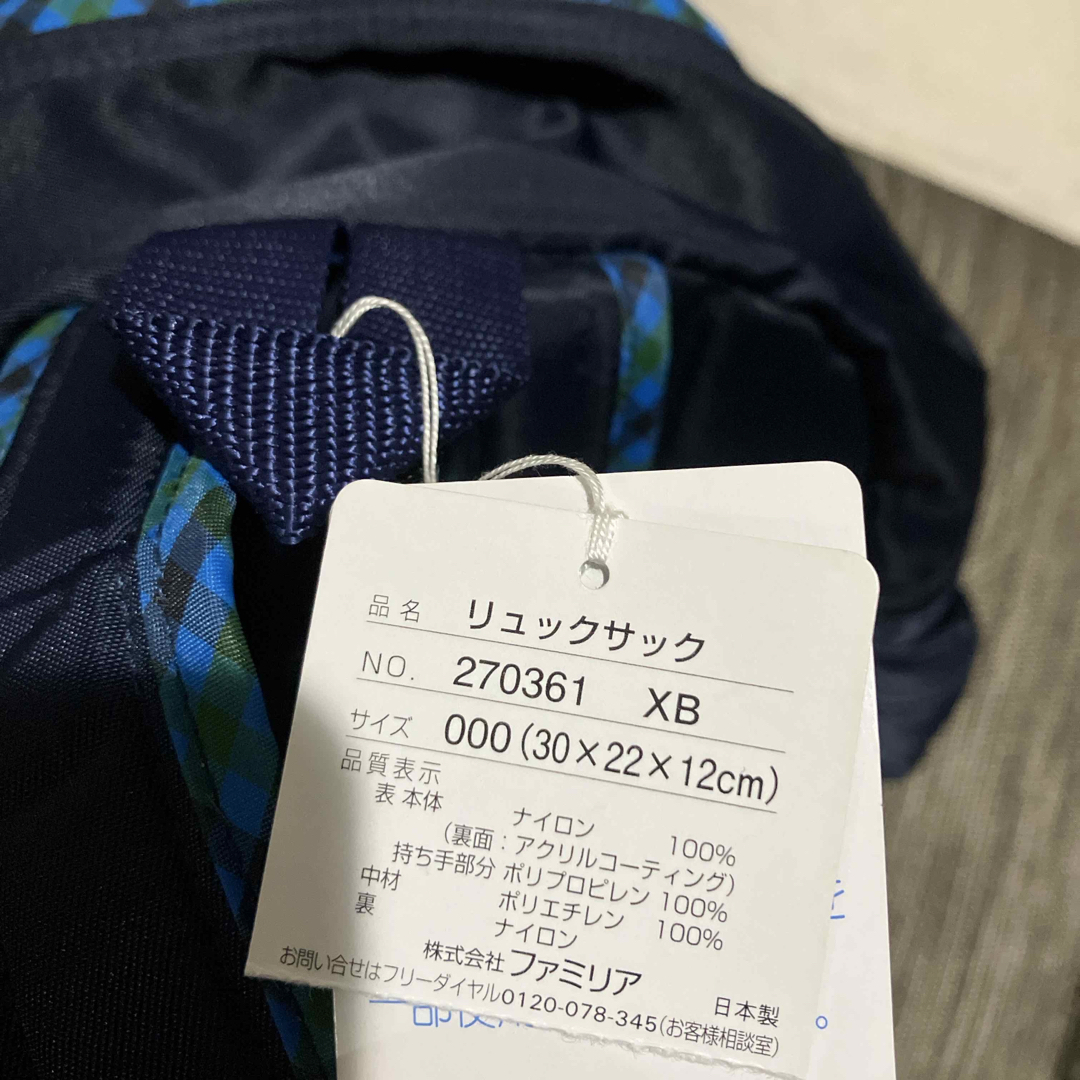 品名 リュックサック
NO. 270361 XB
サイズ 000(30×22×12cm)
品質表示
表 本体 ナイロン 100%
(裏面：アクリルコーティング)
持ち手部分 ポリプロピレン 100%
中材 ポリエチレン 100%
裏 ナイロン
株式会社 ファミリア
日本製
お問い合せはフリーダイヤル0120-078-345(お客様相談室)
を
。